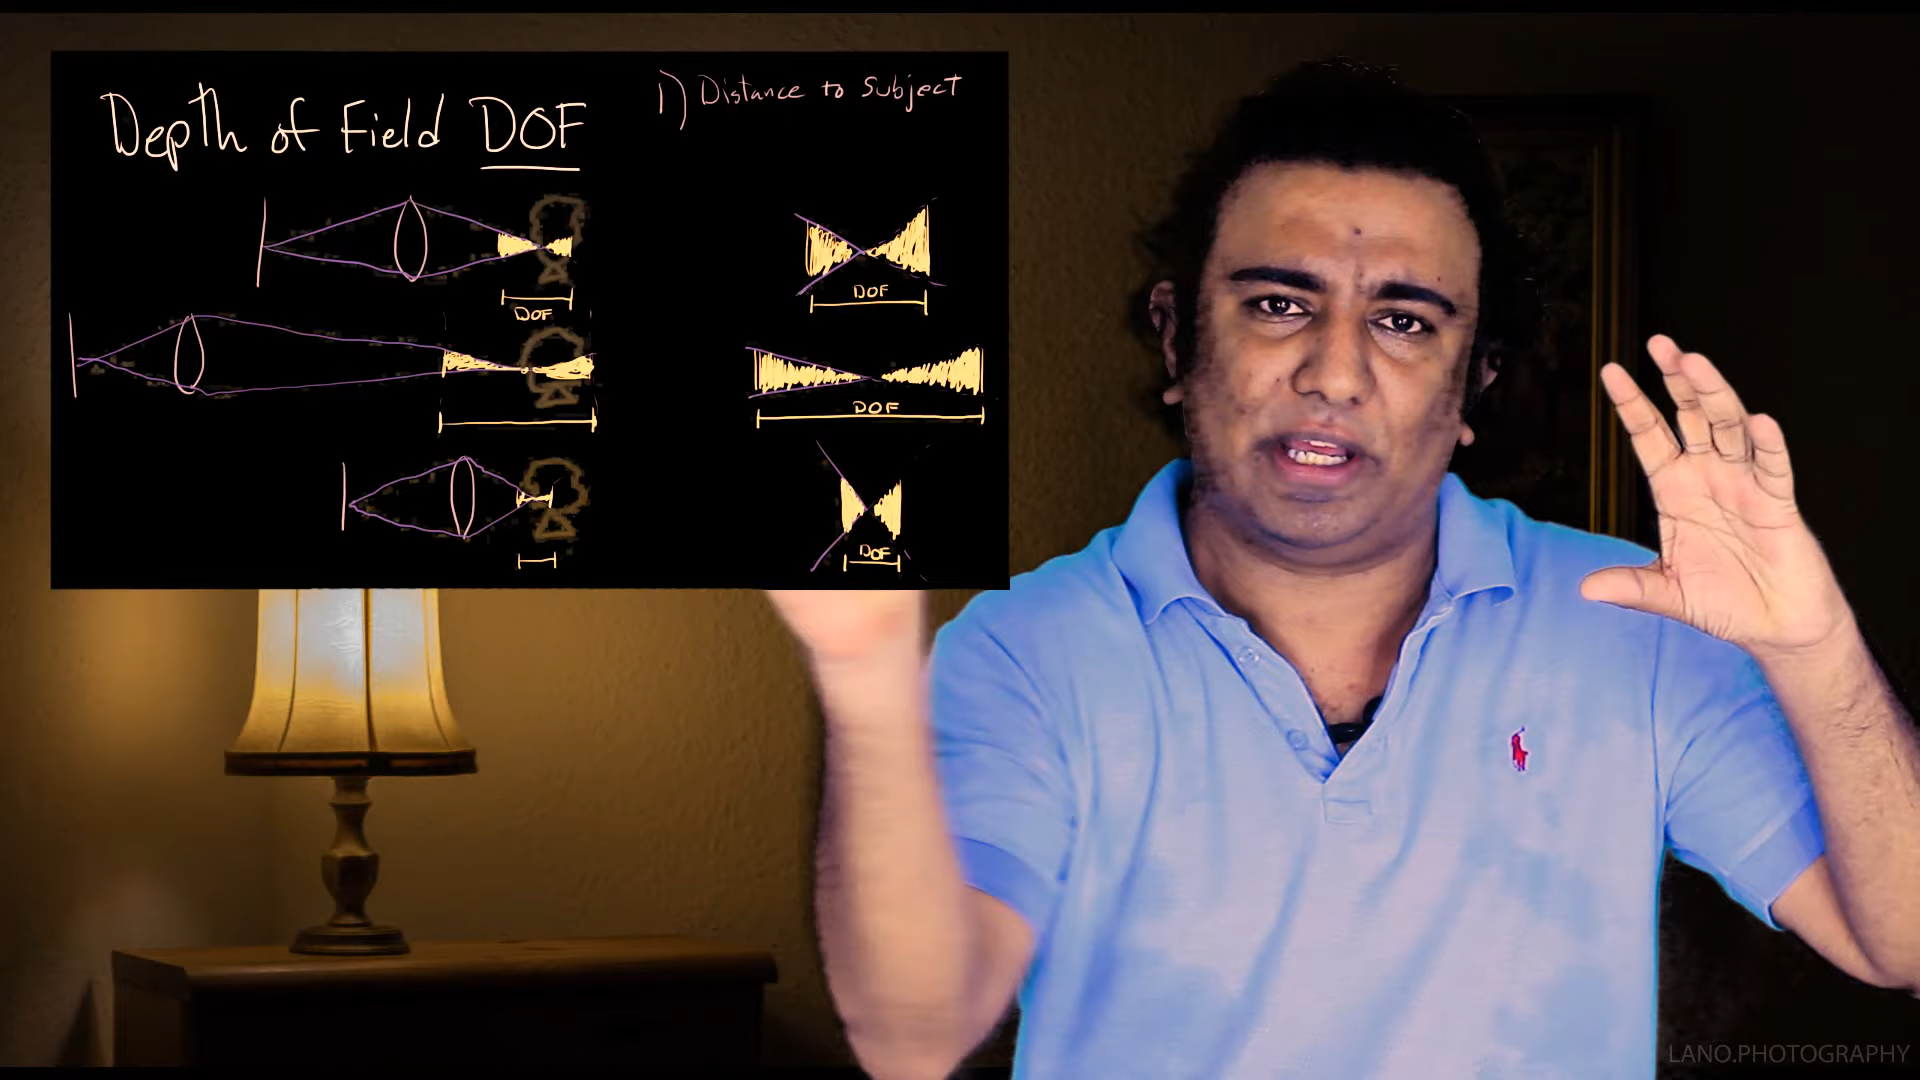 Depth of Field DOF
1) Distance to Subject
DOF
DOF
DOF
DOF
LANO.PHOTOGRAPHY